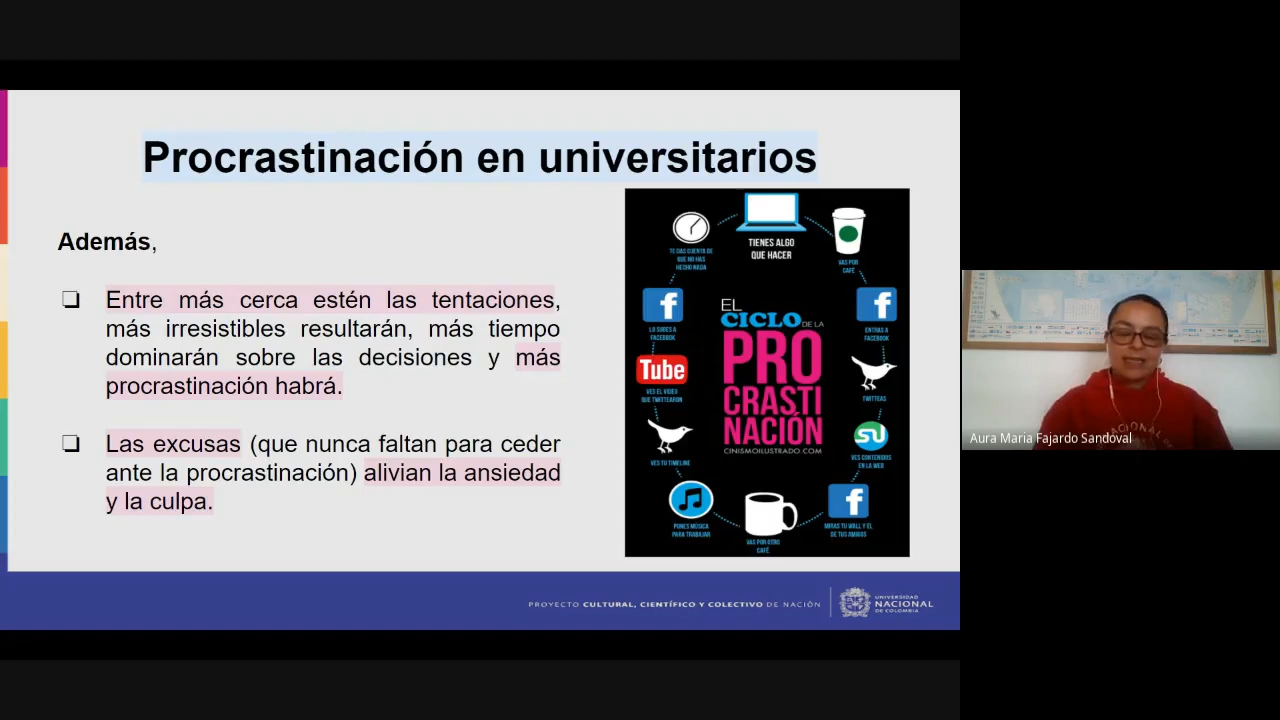 Procrastinación en universitarios
Además,
Entre más cerca estén las tentaciones,
más irresistibles resultarán, más tiempo
dominarán sobre las decisiones y más
procrastinación habrá.
Las excusas (que nunca faltan para ceder
ante la procrastinación) alivian la ansiedad
y la culpa.
TIENES ALGO
QUE HACER
VAS POR
CAFÉ
ENTRAS A
FACEBOOK
TWITTEAS
VES CONTENIDOS
EN LA WEB
MIRAS TU WALL Y EL
DE TUS AMIGOS
VAS POR OTRO
CAFÉ
PONES MÚSICA
PARA TRABAJAR
VES TU TIMELINE
Tube
VES EL VIDEO
QUE TWITTEARON
LO SUBES A
FACEBOOK
TE DAS CUENTA DE
QUE NO HAS
HECHO NADA
EL
CICLO DE LA
PRO
CRASTI
NACIÓN
CINISMOILUSTRADO.COM
PROYECTO CULTURAL, CIENTÍFICO Y COLECTIVO DE NACIÓN
UNIVERSIDAD
NACIONAL
DE COLOMBIA
Aura Maria Fajardo Sandoval